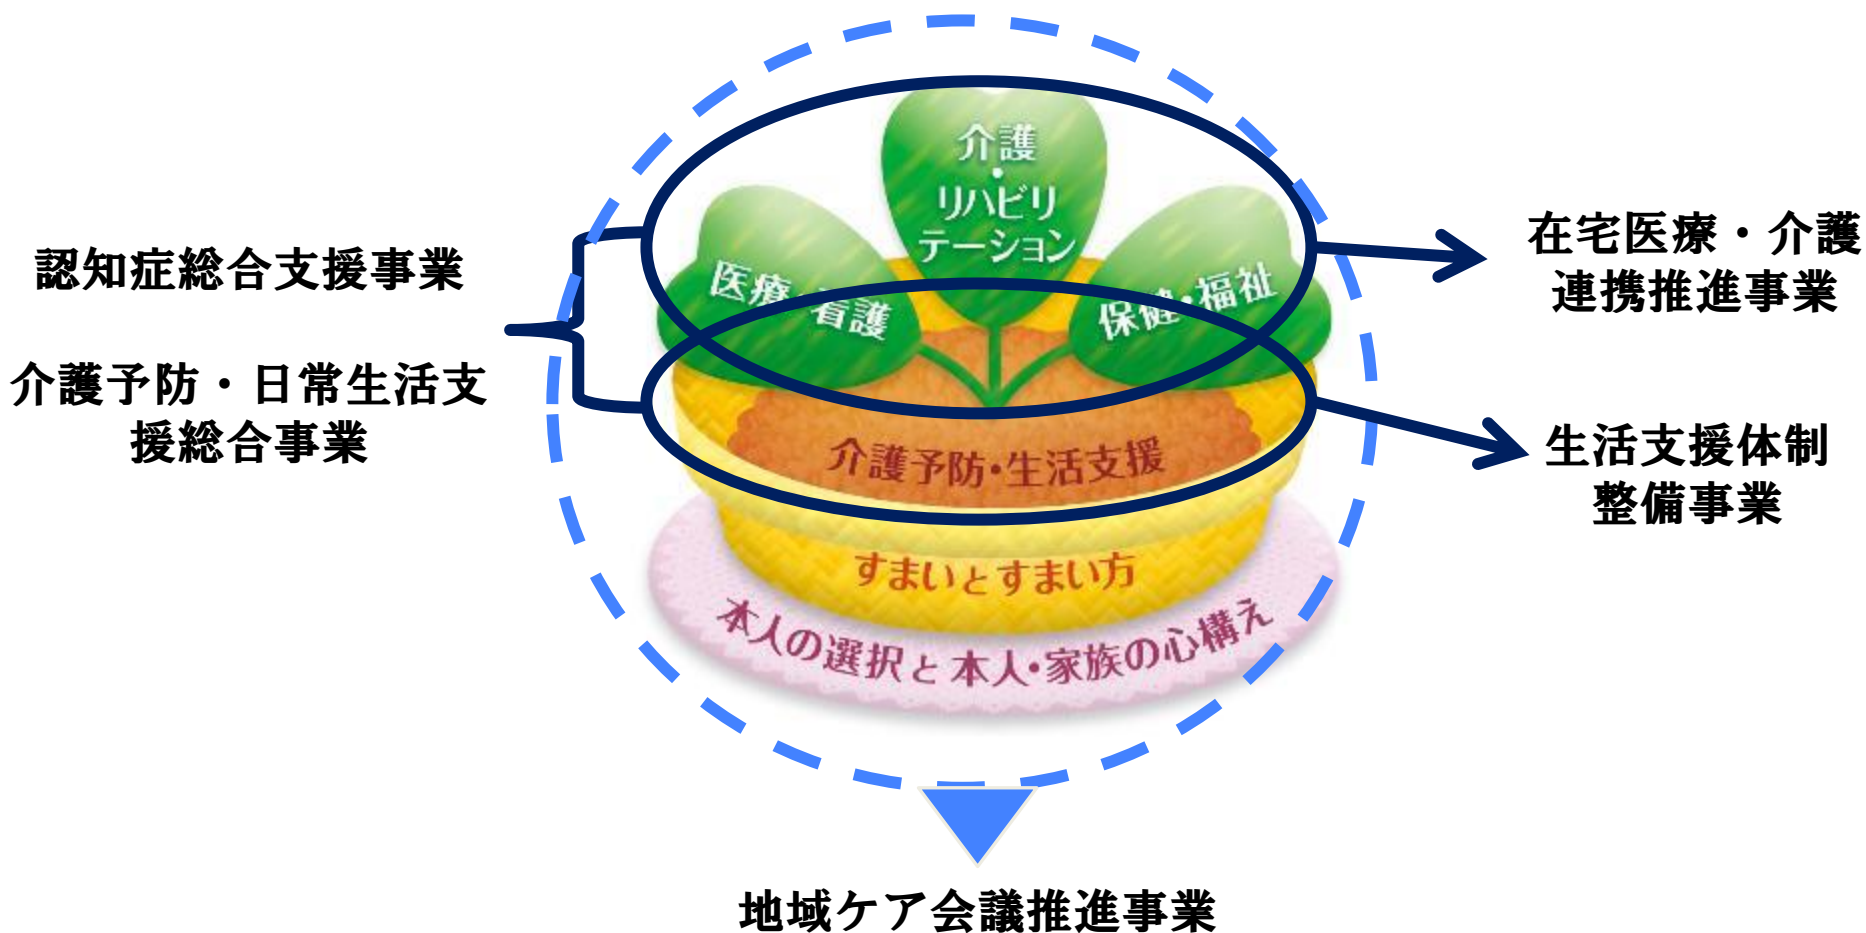 介護
・
リハビリ
テーション
医療・看護
保健・福祉
認知症総合支援事業
介護予防・日常生活支
援総合事業
在宅医療・介護
連携推進事業
介護予防・生活支援
生活支援体制
整備事業
すまいとすまい方
本人の選択と本人・家族の心構え
地域ケア会議推進事業